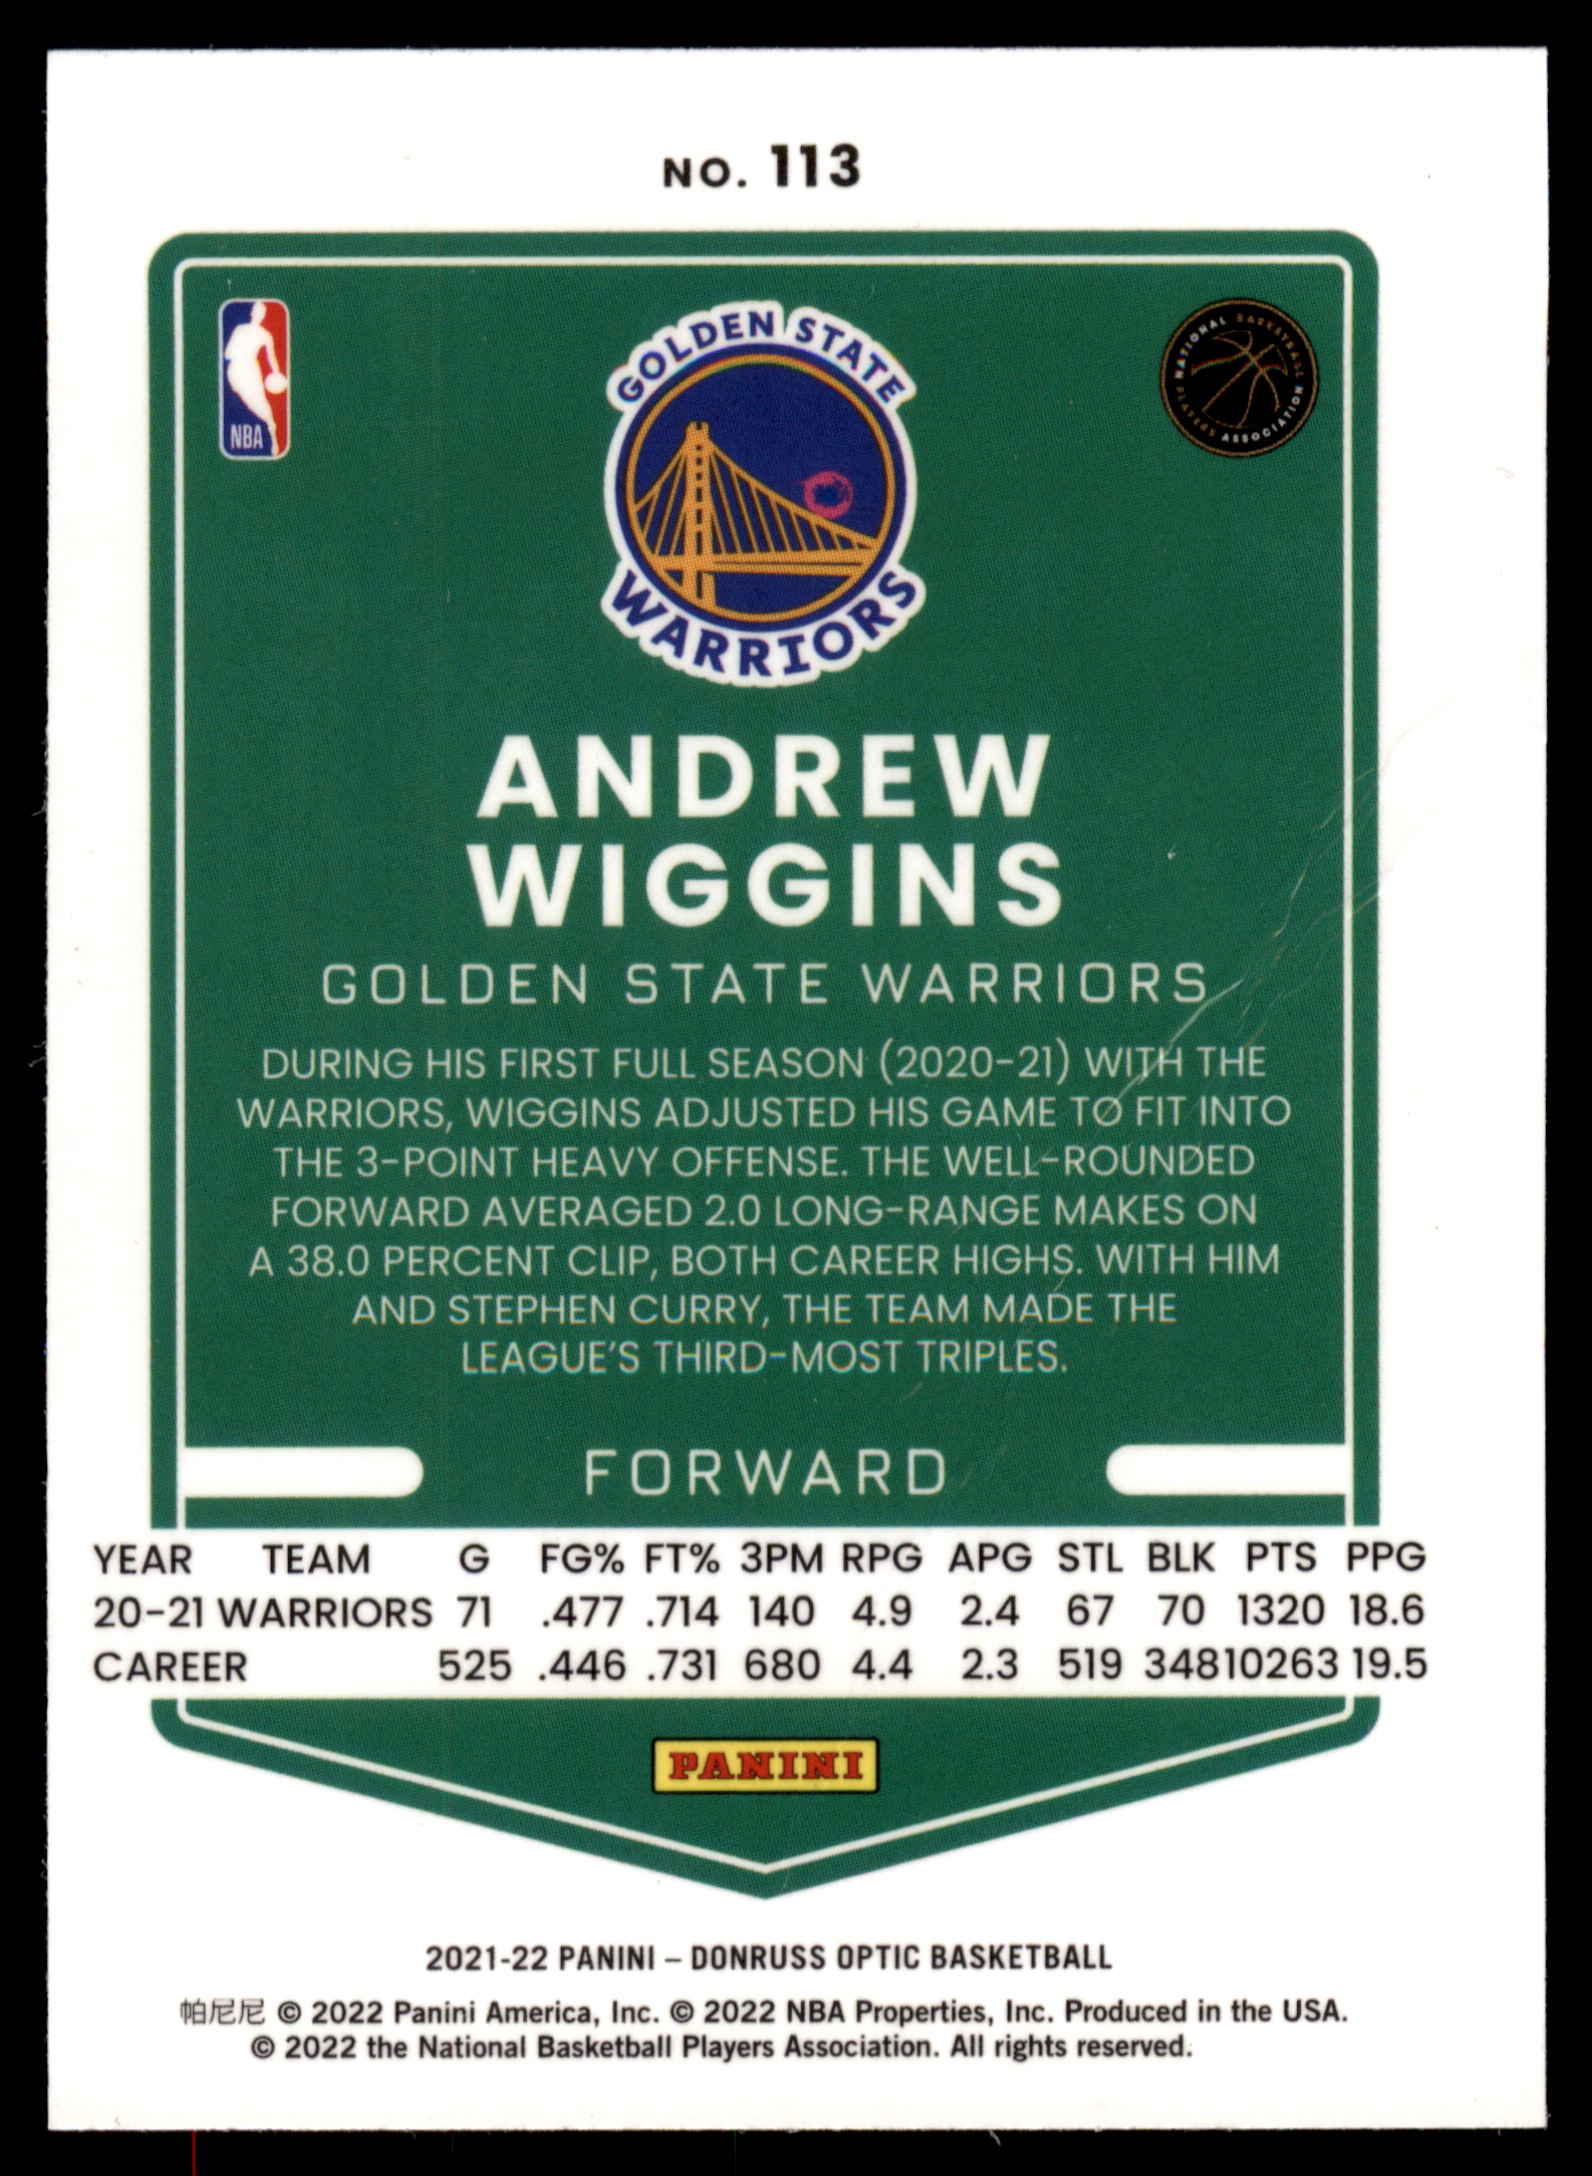 NO. 113
NBA
GOLDEN STATE
WARRIORS
NATIONAL BASKETBALL
PLAYERS ASSOCIATION
ANDREW
WIGGINS
GOLDEN STATE WARRIORS
DURING HIS FIRST FULL SEASON (2020-21) WITH THE
WARRIORS, WIGGINS ADJUSTED HIS GAME TO FIT INTO
THE 3-POINT HEAVY OFFENSE. THE WELL-ROUNDED
FORWARD AVERAGED 2.0 LONG-RANGE MAKES ON
A 38.0 PERCENT CLIP, BOTH CAREER HIGHS. WITH HIM
AND STEPHEN CURRY, THE TEAM MADE THE
LEAGUE'S THIRD-MOST TRIPLES.
FORWARD
YEAR TEAM G FG% FT% 3PM RPG APG STL BLK PTS PPG
20-21 WARRIORS 71 .477 .714 140 4.9 2.4 67 70 1320 18.6
CAREER 525 .446 .731 680 4.4 2.3 519 348 10263 19.5
PANINI
2021-22 PANINI – DONRUSS OPTIC BASKETBALL
帕尼尼 © 2022 Panini America, Inc. © 2022 NBA Properties, Inc. Produced in the USA.
© 2022 the National Basketball Players Association. All rights reserved.